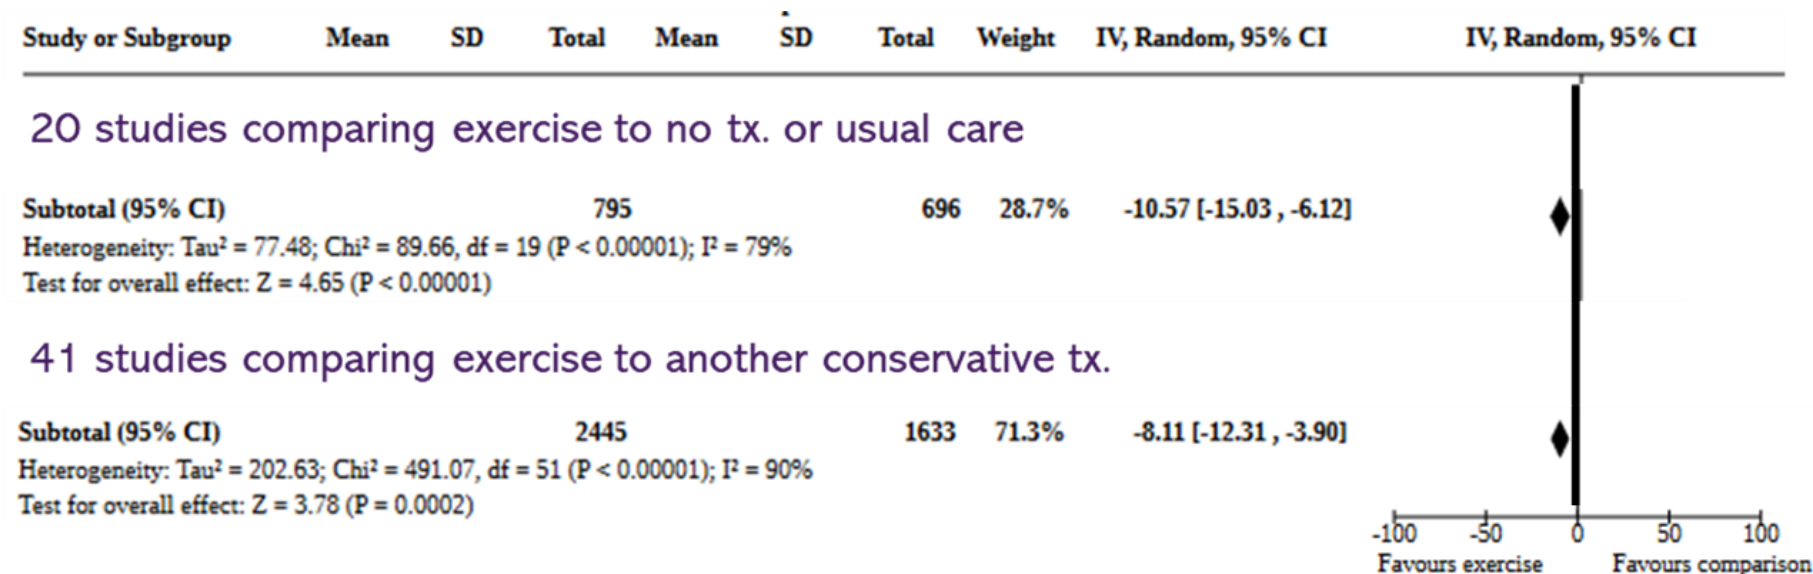 Study or Subgroup Mean SD Total Mean SD Total Weight IV, Random, 95% CI IV, Random, 95% CI
20 studies comparing exercise to no tx. or usual care
Subtotal (95% CI) 795 696 28.7% -10.57 [-15.03 , -6.12]
Heterogeneity: Tau² = 77.48; Chi² = 89.66, df = 19 (P < 0.00001); I² = 79%
Test for overall effect: Z = 4.65 (P < 0.00001)
41 studies comparing exercise to another conservative tx.
Subtotal (95% CI) 2445 1633 71.3% -8.11 [-12.31 , -3.90]
Heterogeneity: Tau² = 202.63; Chi² = 491.07, df = 51 (P < 0.00001); I² = 90%
Test for overall effect: Z = 3.78 (P = 0.0002)
-100 -50 0 50 100
Favours exercise Favours comparison